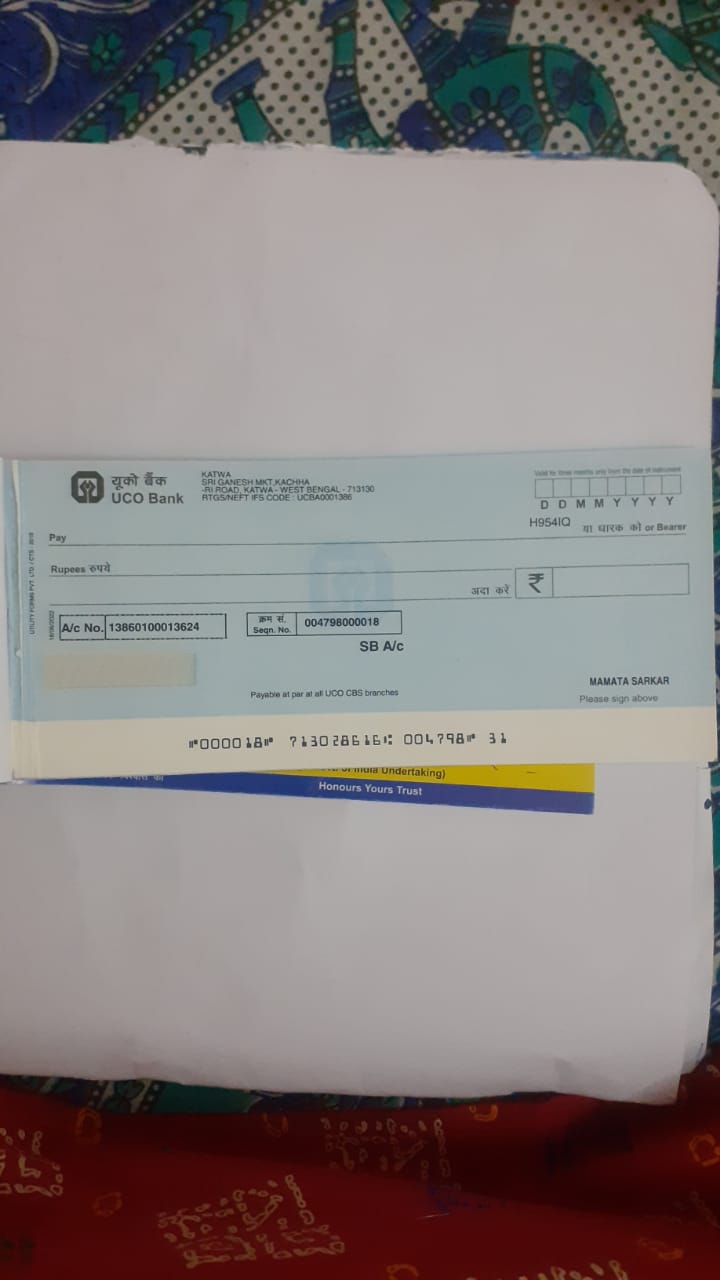 यूको बैंक
UCO Bank
KATWA
SRI GANESH MKT,KACHHA
-RI ROAD, KATWA - WEST BENGAL - 713130
RTGS/NEFT IFS CODE : UCBA0001386
Valid for three months only from the date of instrument
D D M M Y Y Y Y
H954IQ या धारक को or Bearer
Pay
Rupees रुपये
अदा करें ₹
UTILITY FORMS PVT. LTD. / CTS - 2010
A/c No. 13860100013624
क्रम सं.
Seqn. No. 004798000018
SB A/c
MAMATA SARKAR
Please sign above
Payable at par at all UCO CBS branches
⑈000018⑈ 713028616⑆ 004798⑈ 31
India Undertaking)
Honours Yours Trust